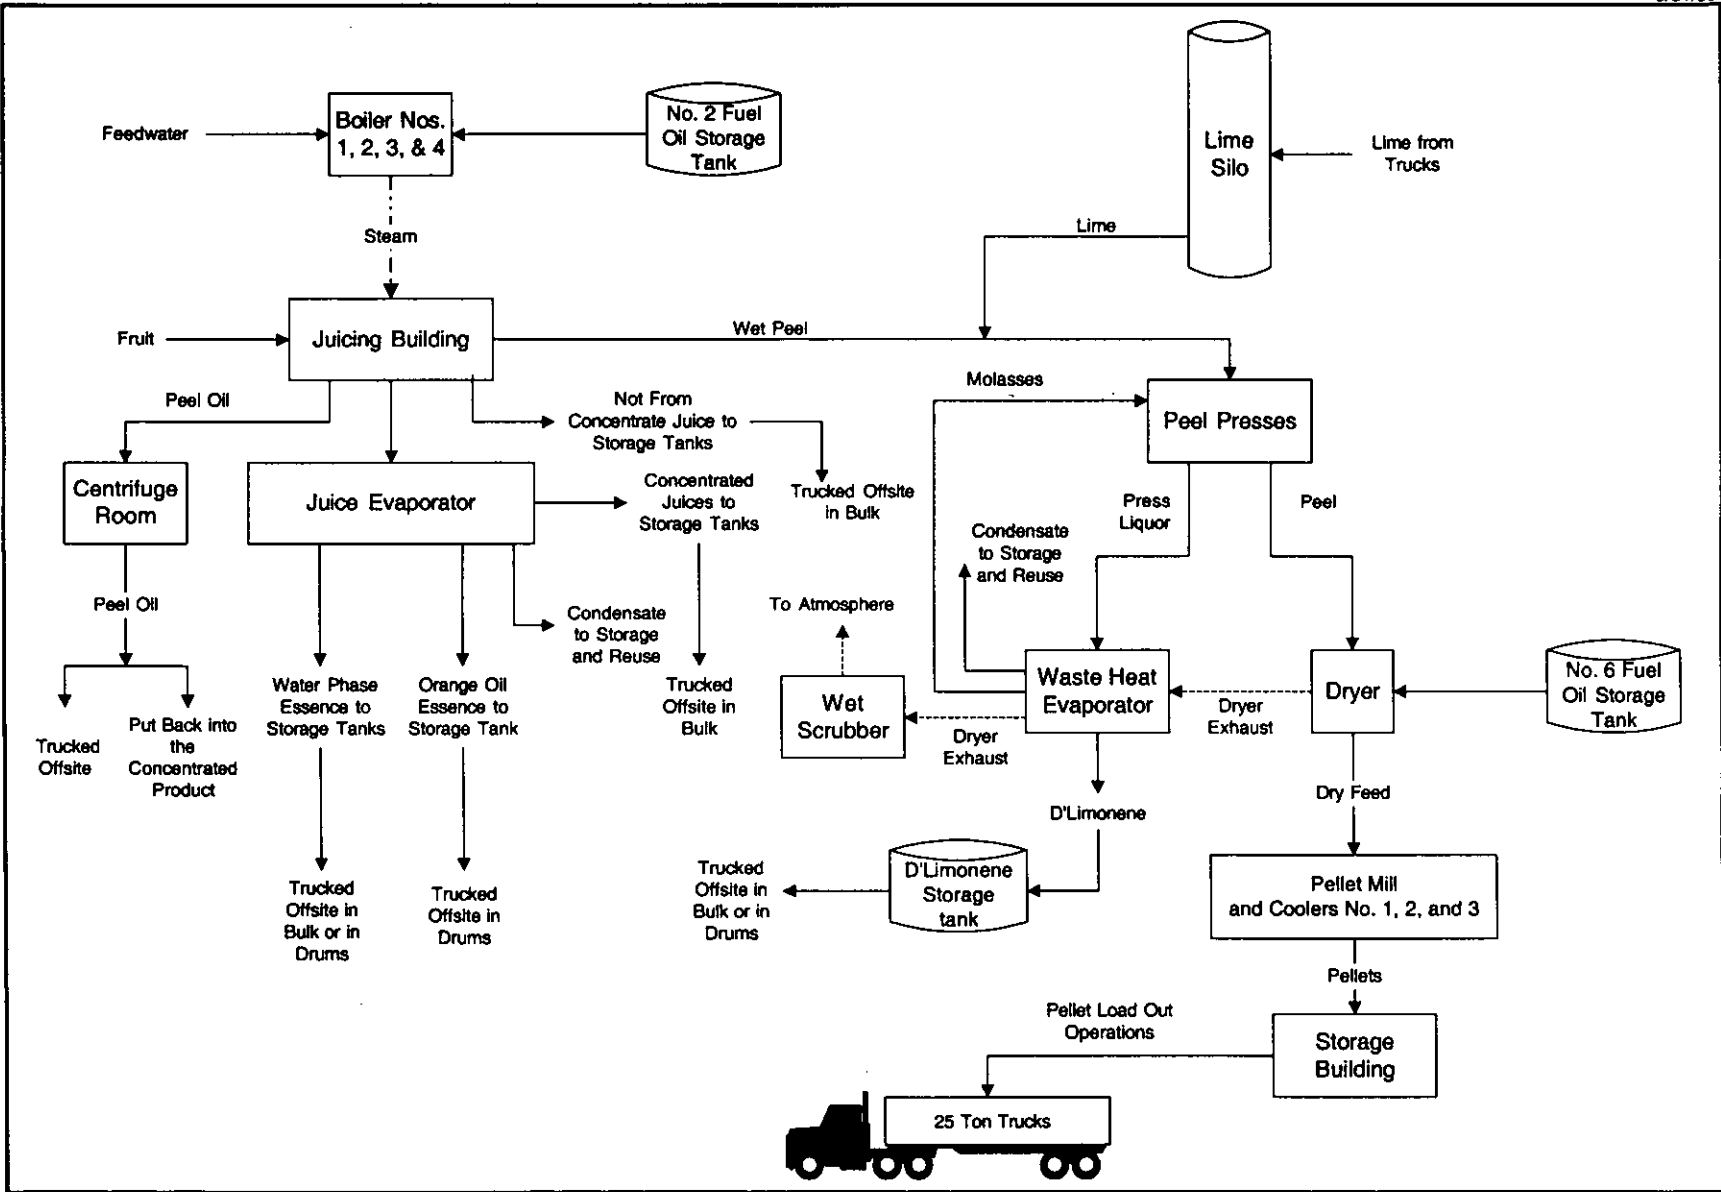 Feedwater
Boiler Nos.
1, 2, 3, & 4
No. 2 Fuel
Oil Storage
Tank
Lime
Silo
Lime from
Trucks
Steam
Lime
Fruit
Juicing Building
Wet Peel
Peel Oil
Not From
Concentrate Juice to
Storage Tanks
Molasses
Peel Presses
Centrifuge
Room
Juice Evaporator
Concentrated
Juices to
Storage Tanks
Trucked Offsite
in Bulk
Press
Liquor
Peel
Condensate
to Storage
and Reuse
Peel Oil
Condensate
to Storage
and Reuse
To Atmosphere
Water Phase
Essence to
Storage Tanks
Orange Oil
Essence to
Storage Tank
Trucked
Offsite in
Bulk
Wet
Scrubber
Dryer
Exhaust
Waste Heat
Evaporator
Dryer
Exhaust
Dryer
No. 6 Fuel
Oil Storage
Tank
Trucked
Offsite
Put Back into
the
Concentrated
Product
D'Limonene
Dry Feed
Trucked
Offsite in
Bulk or in
Drums
Trucked
Offsite in
Drums
Trucked
Offsite in
Bulk or in
Drums
D'Limonene
Storage
tank
Pellet Mill
and Coolers No. 1, 2, and 3
Pellets
Pellet Load Out
Operations
Storage
Building
25 Ton Trucks